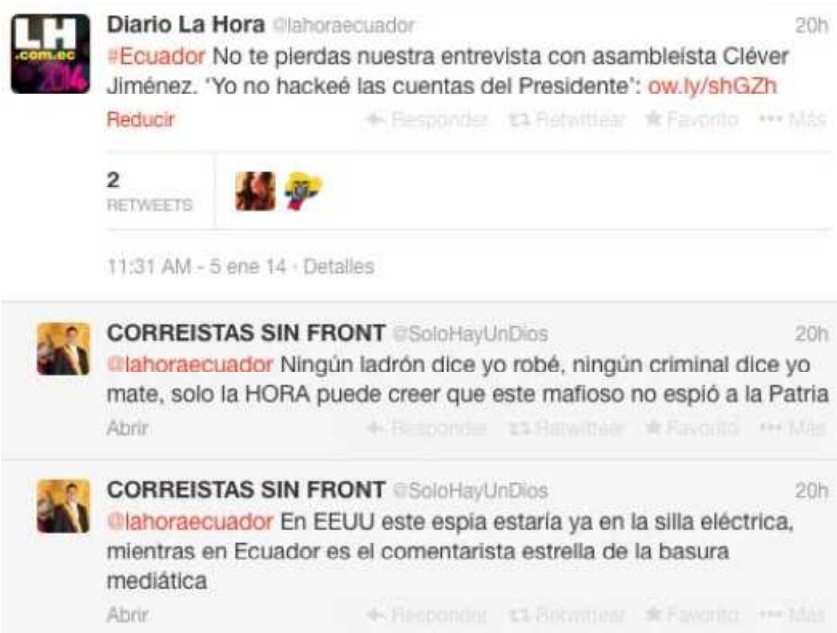 LH
.com.ec
2014
Diario La Hora @lahoraecuador 20h
#Ecuador No te pierdas nuestra entrevista con asambleísta Cléver
Jiménez. 'Yo no hackeé las cuentas del Presidente': ow.ly/shGZh
Reducir Responder Retwittear Favorito Más
2
RETWEETS
11:31 AM - 5 ene 14 · Detalles
CORREISTAS SIN FRONT @SoloHayUnDios 20h
@lahoraecuador Ningún ladrón dice yo robé, ningún criminal dice yo
mate, solo la HORA puede creer que este mafioso no espió a la Patria
Abrir Responder Retwittear Favorito Más
CORREISTAS SIN FRONT @SoloHayUnDios 20h
@lahoraecuador En EEUU este espia estaría ya en la silla eléctrica,
mientras en Ecuador es el comentarista estrella de la basura
mediática
Abrir Responder Retwittear Favorito Más